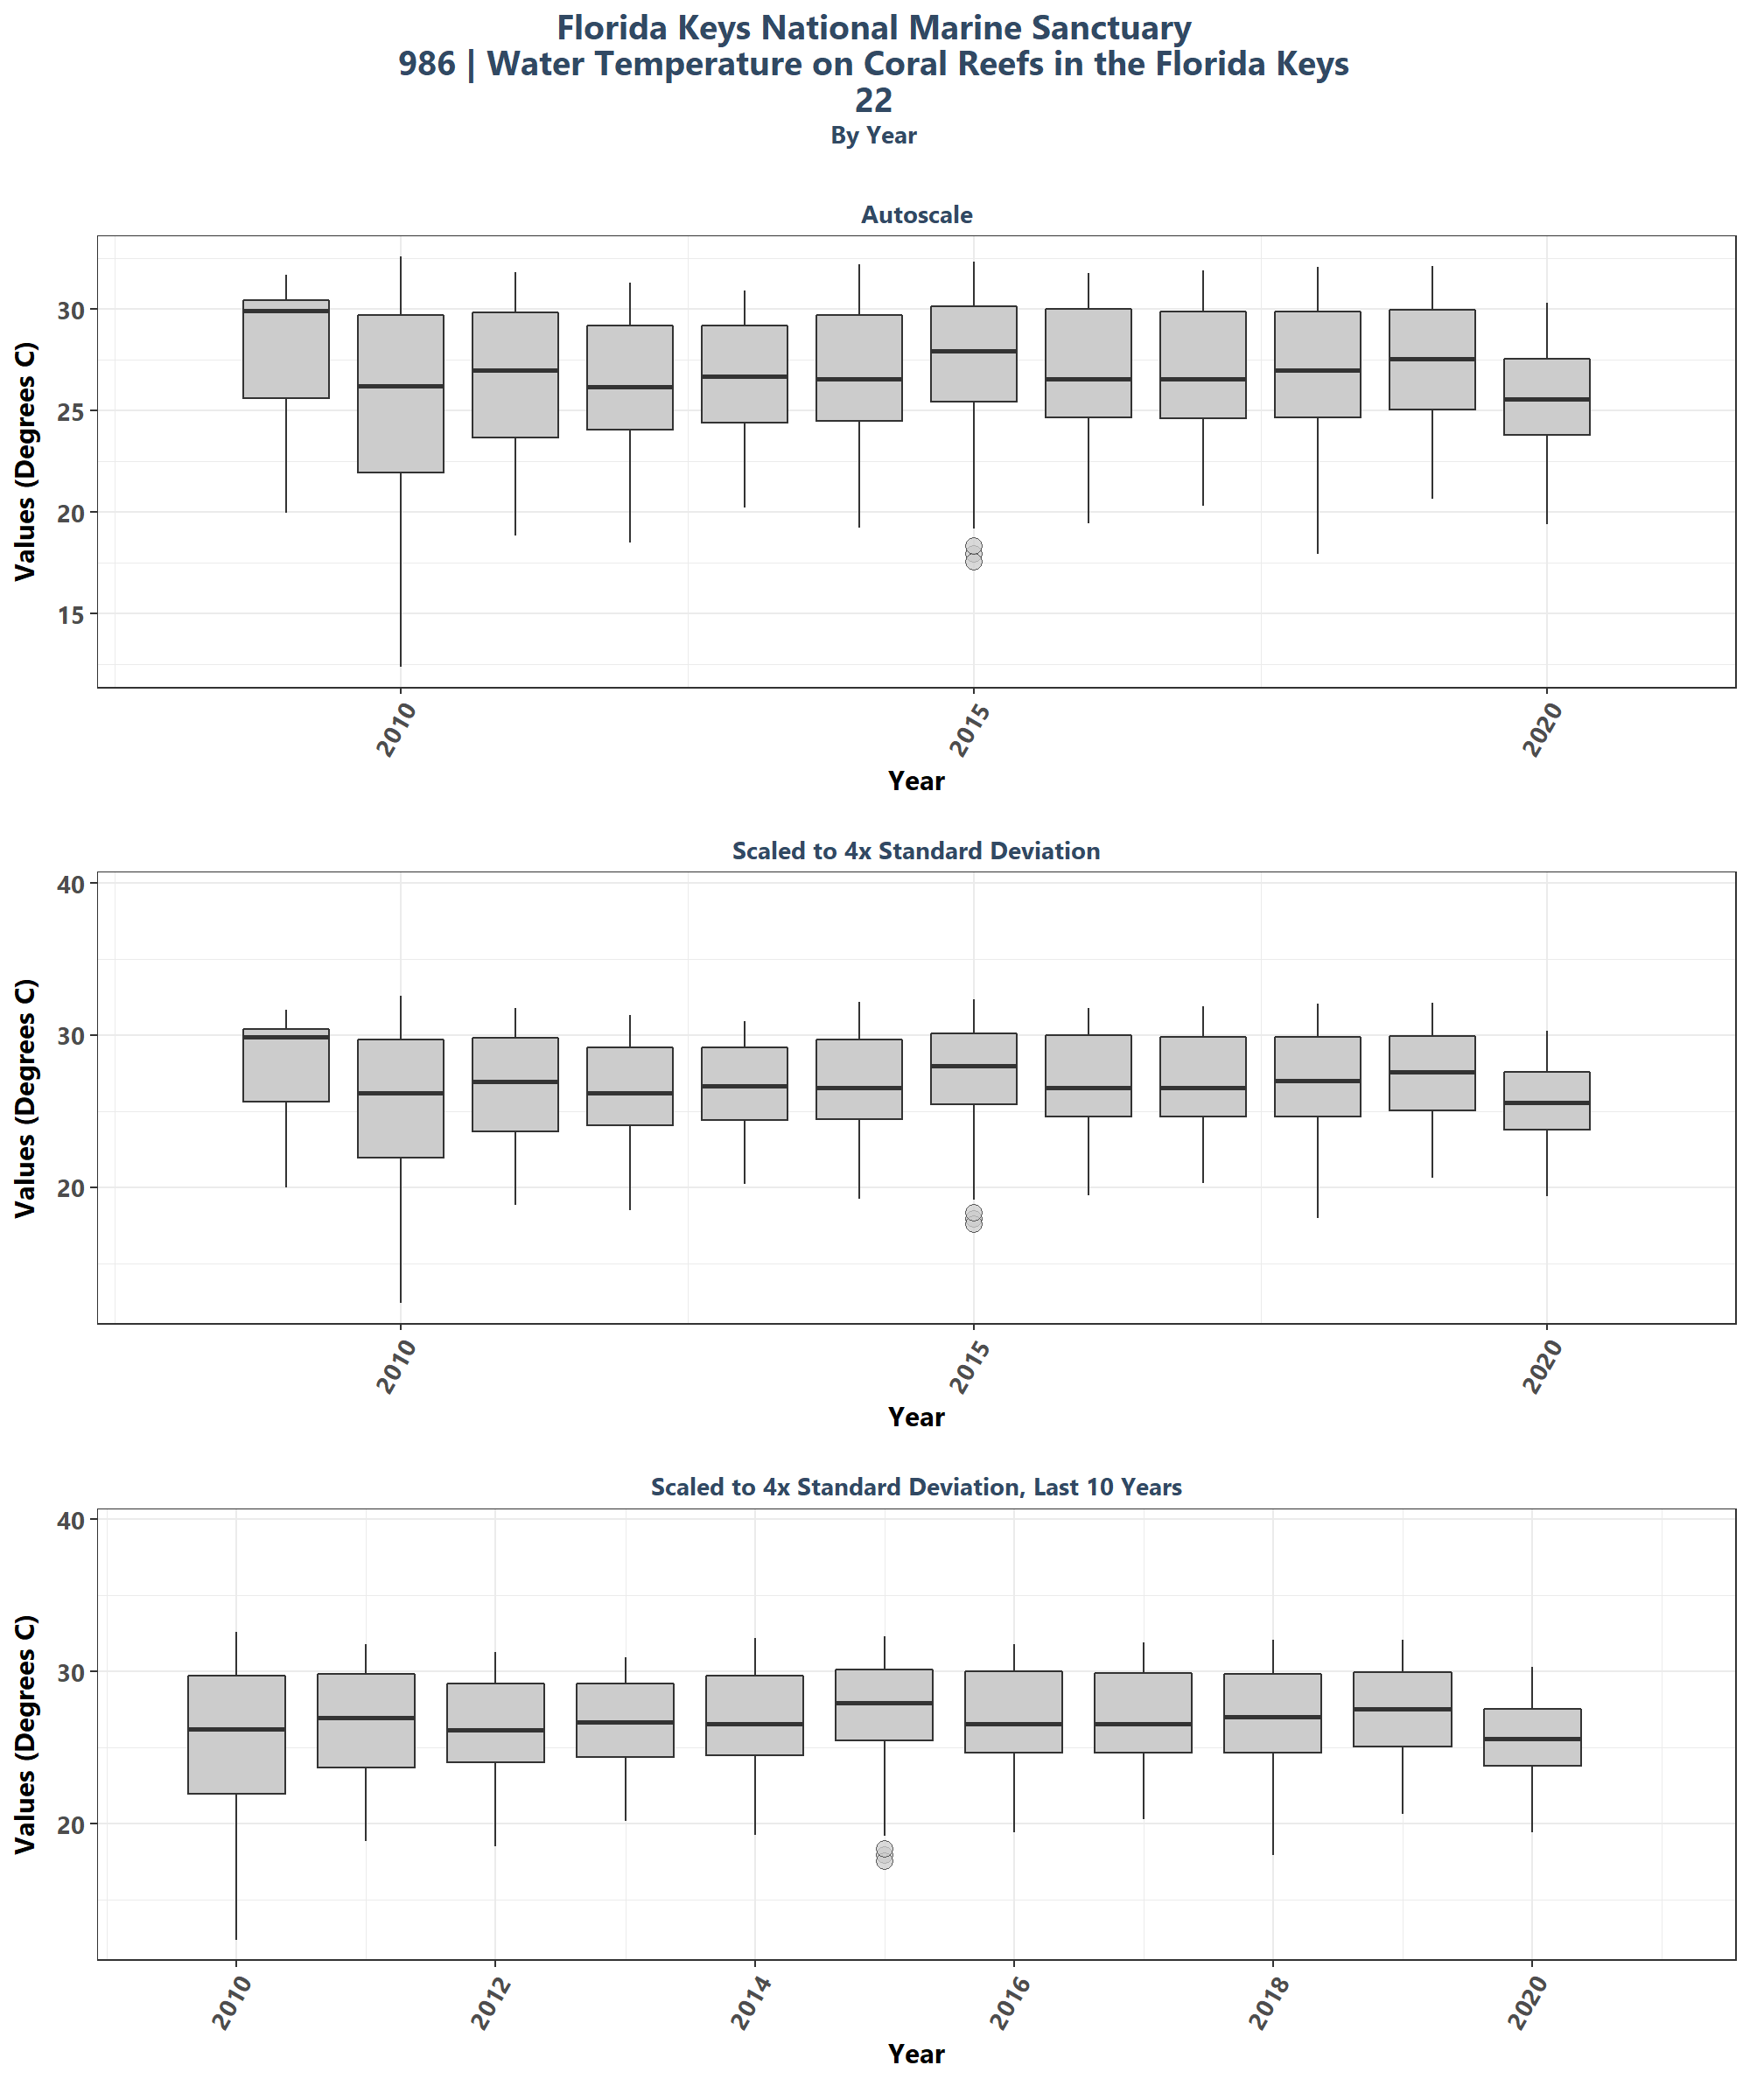 Florida Keys National Marine Sanctuary
986 | Water Temperature on Coral Reefs in the Florida Keys
22
By Year
Autoscale
Values (Degrees C)
30
25
20
15
2010
2015
2020
Year
Scaled to 4x Standard Deviation
Values (Degrees C)
40
30
20
2010
2015
2020
Year
Scaled to 4x Standard Deviation, Last 10 Years
Values (Degrees C)
40
30
20
2010
2012
2014
2016
2018
2020
Year